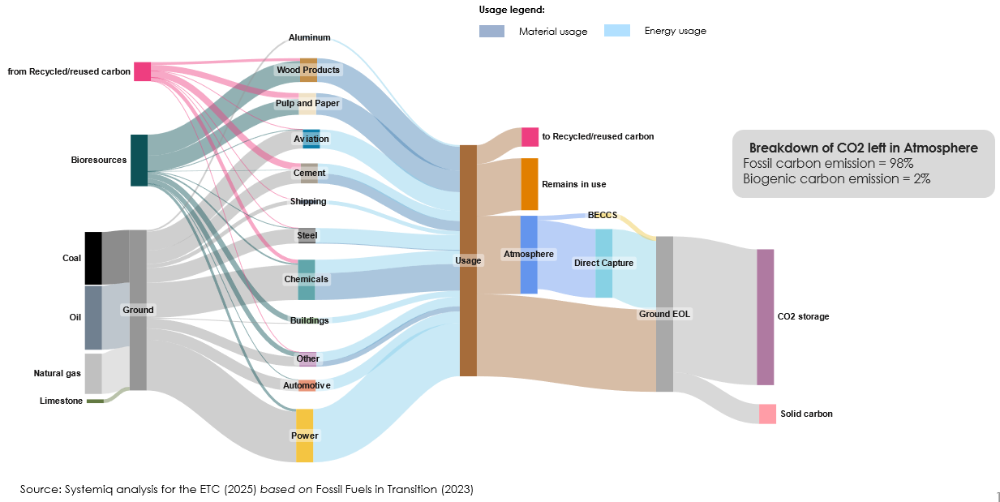 Usage legend:
Material usage
Energy usage
Aluminum
from Recycled/reused carbon
Wood Products
Pulp and Paper
Aviation
Bioresources
Cement
Shipping
Steel
Coal
Chemicals
Ground
Oil
Buildings
Other
Natural gas
Automotive
Limestone
Power
Usage
to Recycled/reused carbon
Remains in use
BECCS
Atmosphere
Direct Capture
Ground EOL
CO2 storage
Solid carbon
Breakdown of CO2 left in Atmosphere
Fossil carbon emission = 98%
Biogenic carbon emission = 2%
Source: Systemiq analysis for the ETC (2025) based on Fossil Fuels in Transition (2023)
1